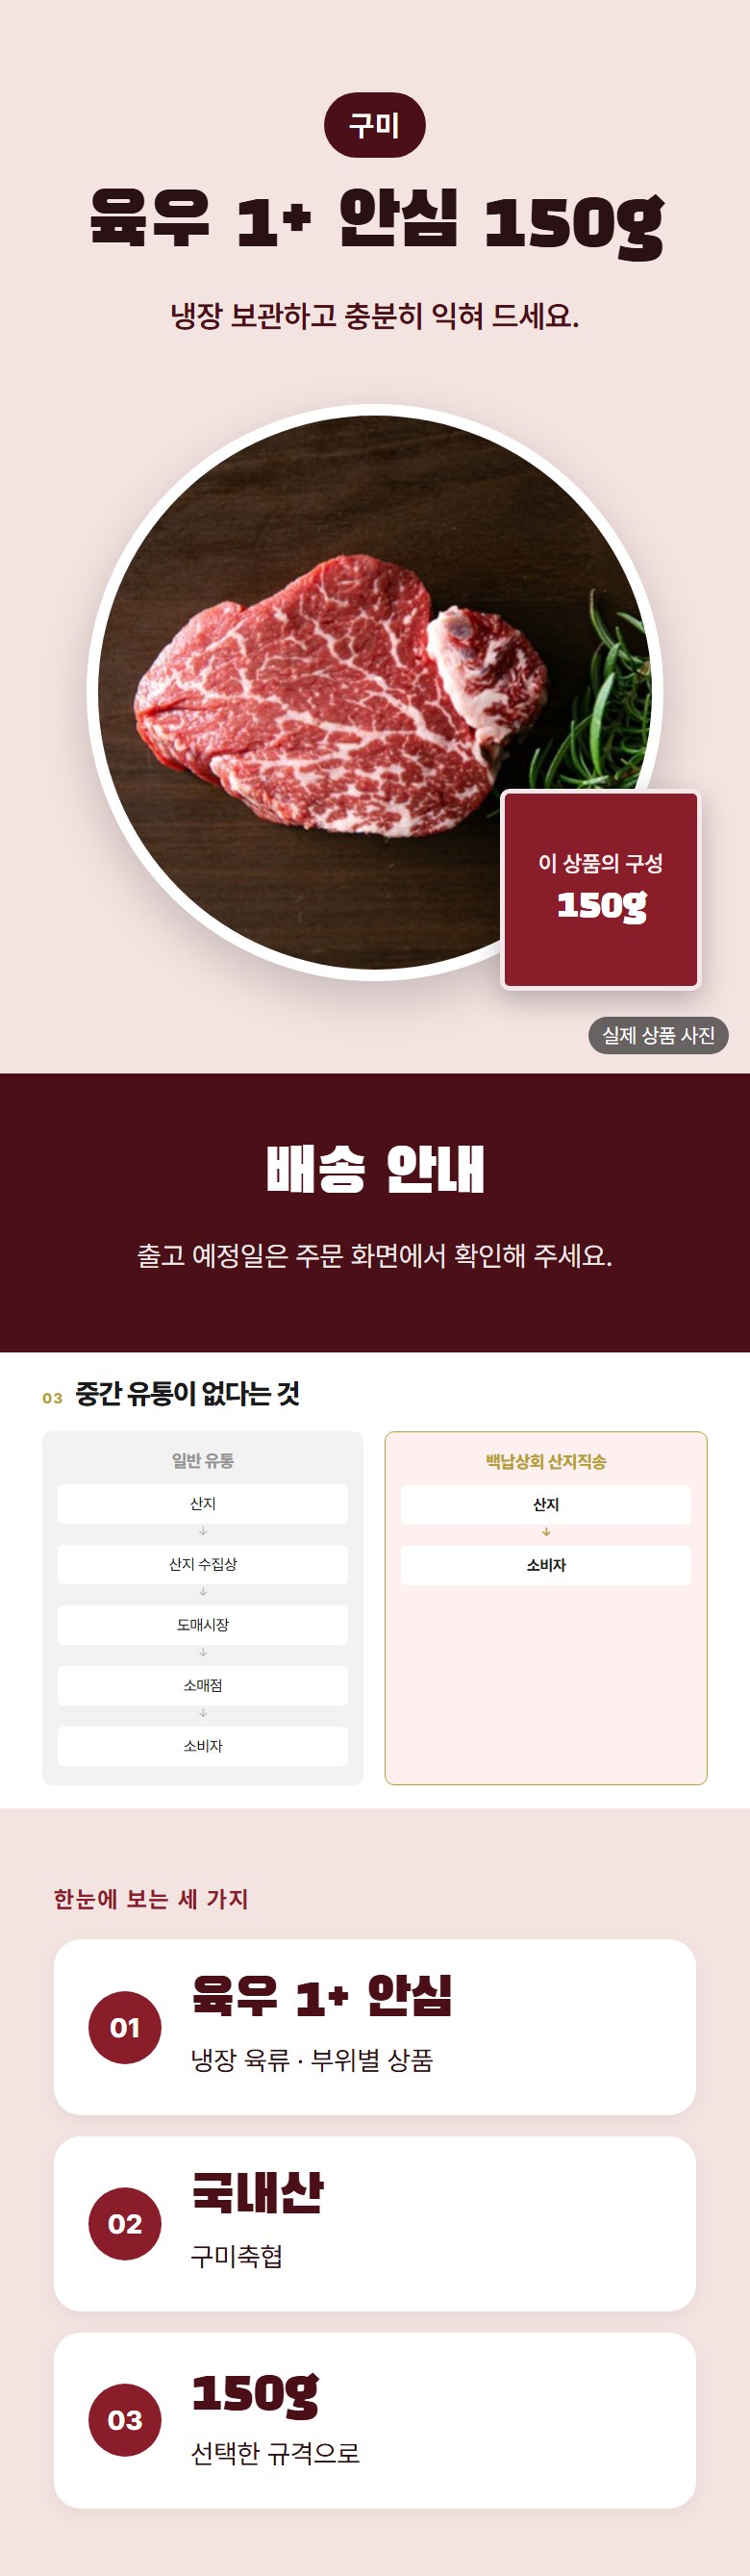 구미
육우 1+ 안심 150g
냉장 보관하고 충분히 익혀 드세요.
이 상품의 구성
150g
실제 상품 사진
배송 안내
출고 예정일은 주문 화면에서 확인해 주세요.
03 중간 유통이 없다는 것
일반 유통
산지
↓
산지 수집상
↓
도매시장
↓
소매점
↓
소비자
백납상회 산지직송
산지
↓
소비자
한눈에 보는 세 가지
01
육우 1+ 안심
냉장 육류 · 부위별 상품
02
국내산
구미축협
03
150g
선택한 규격으로